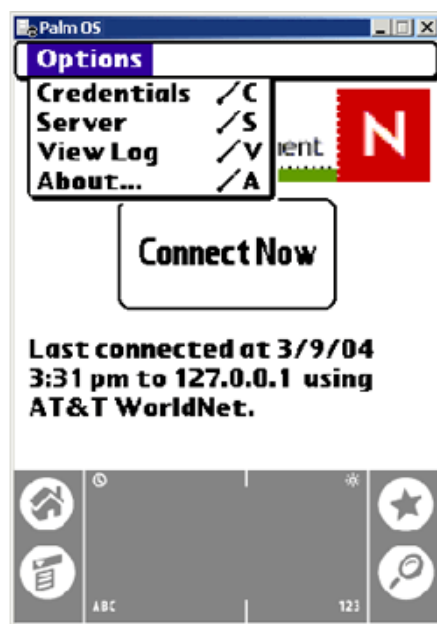 Palm OS
Options
Credentials /C
Server /S
View Log /V
About... /A
ment
N
Connect Now
Last connected at 3/9/04
3:31 pm to 127.0.0.1 using
AT&T WorldNet.
ABC 123